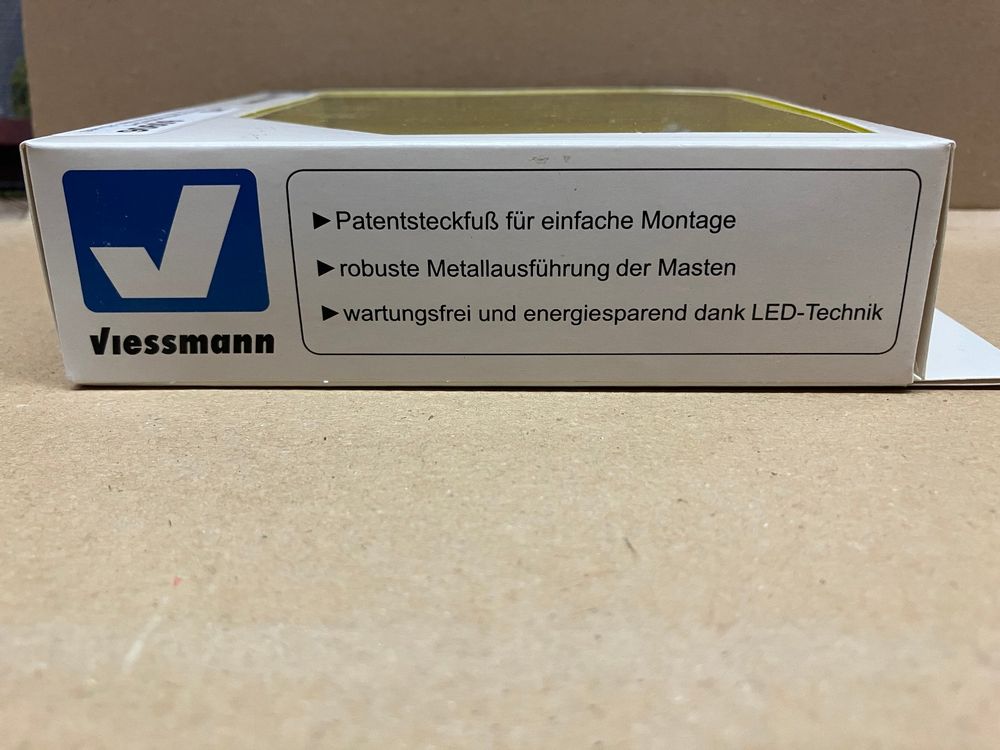 viessmann
►Patentsteckfuß für einfache Montage
►robuste Metallausführung der Masten
►wartungsfrei und energiesparend dank LED-Technik